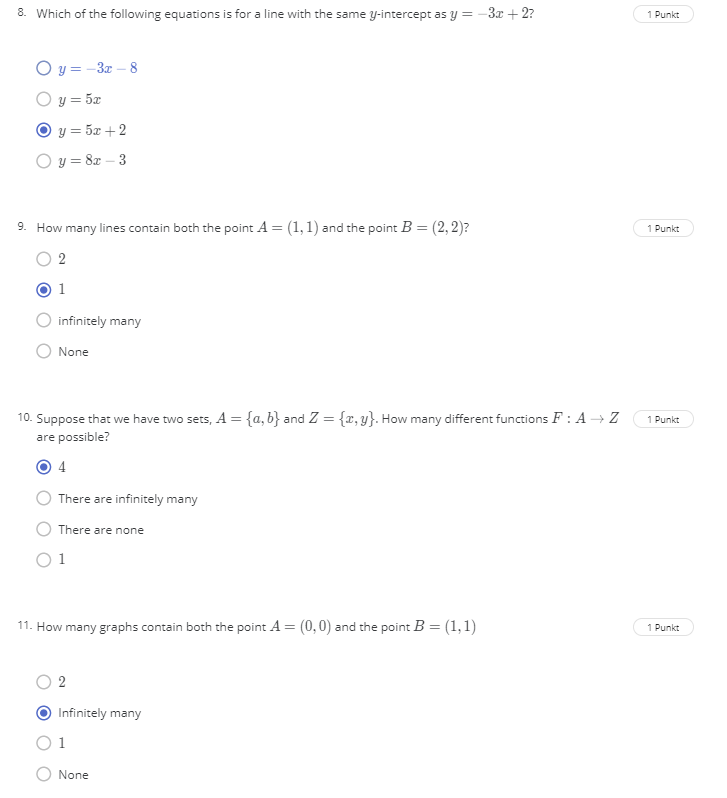 8. Which of the following equations is for a line with the same y-intercept as y = −3x + 2?
1 Punkt
y = −3x − 8
y = 5x
y = 5x + 2
y = 8x − 3
9. How many lines contain both the point A = (1, 1) and the point B = (2, 2)?
1 Punkt
2
1
infinitely many
None
10. Suppose that we have two sets, A = {a, b} and Z = {x, y}. How many different functions F : A → Z
1 Punkt
are possible?
4
There are infinitely many
There are none
1
11. How many graphs contain both the point A = (0, 0) and the point B = (1, 1)
1 Punkt
2
Infinitely many
1
None